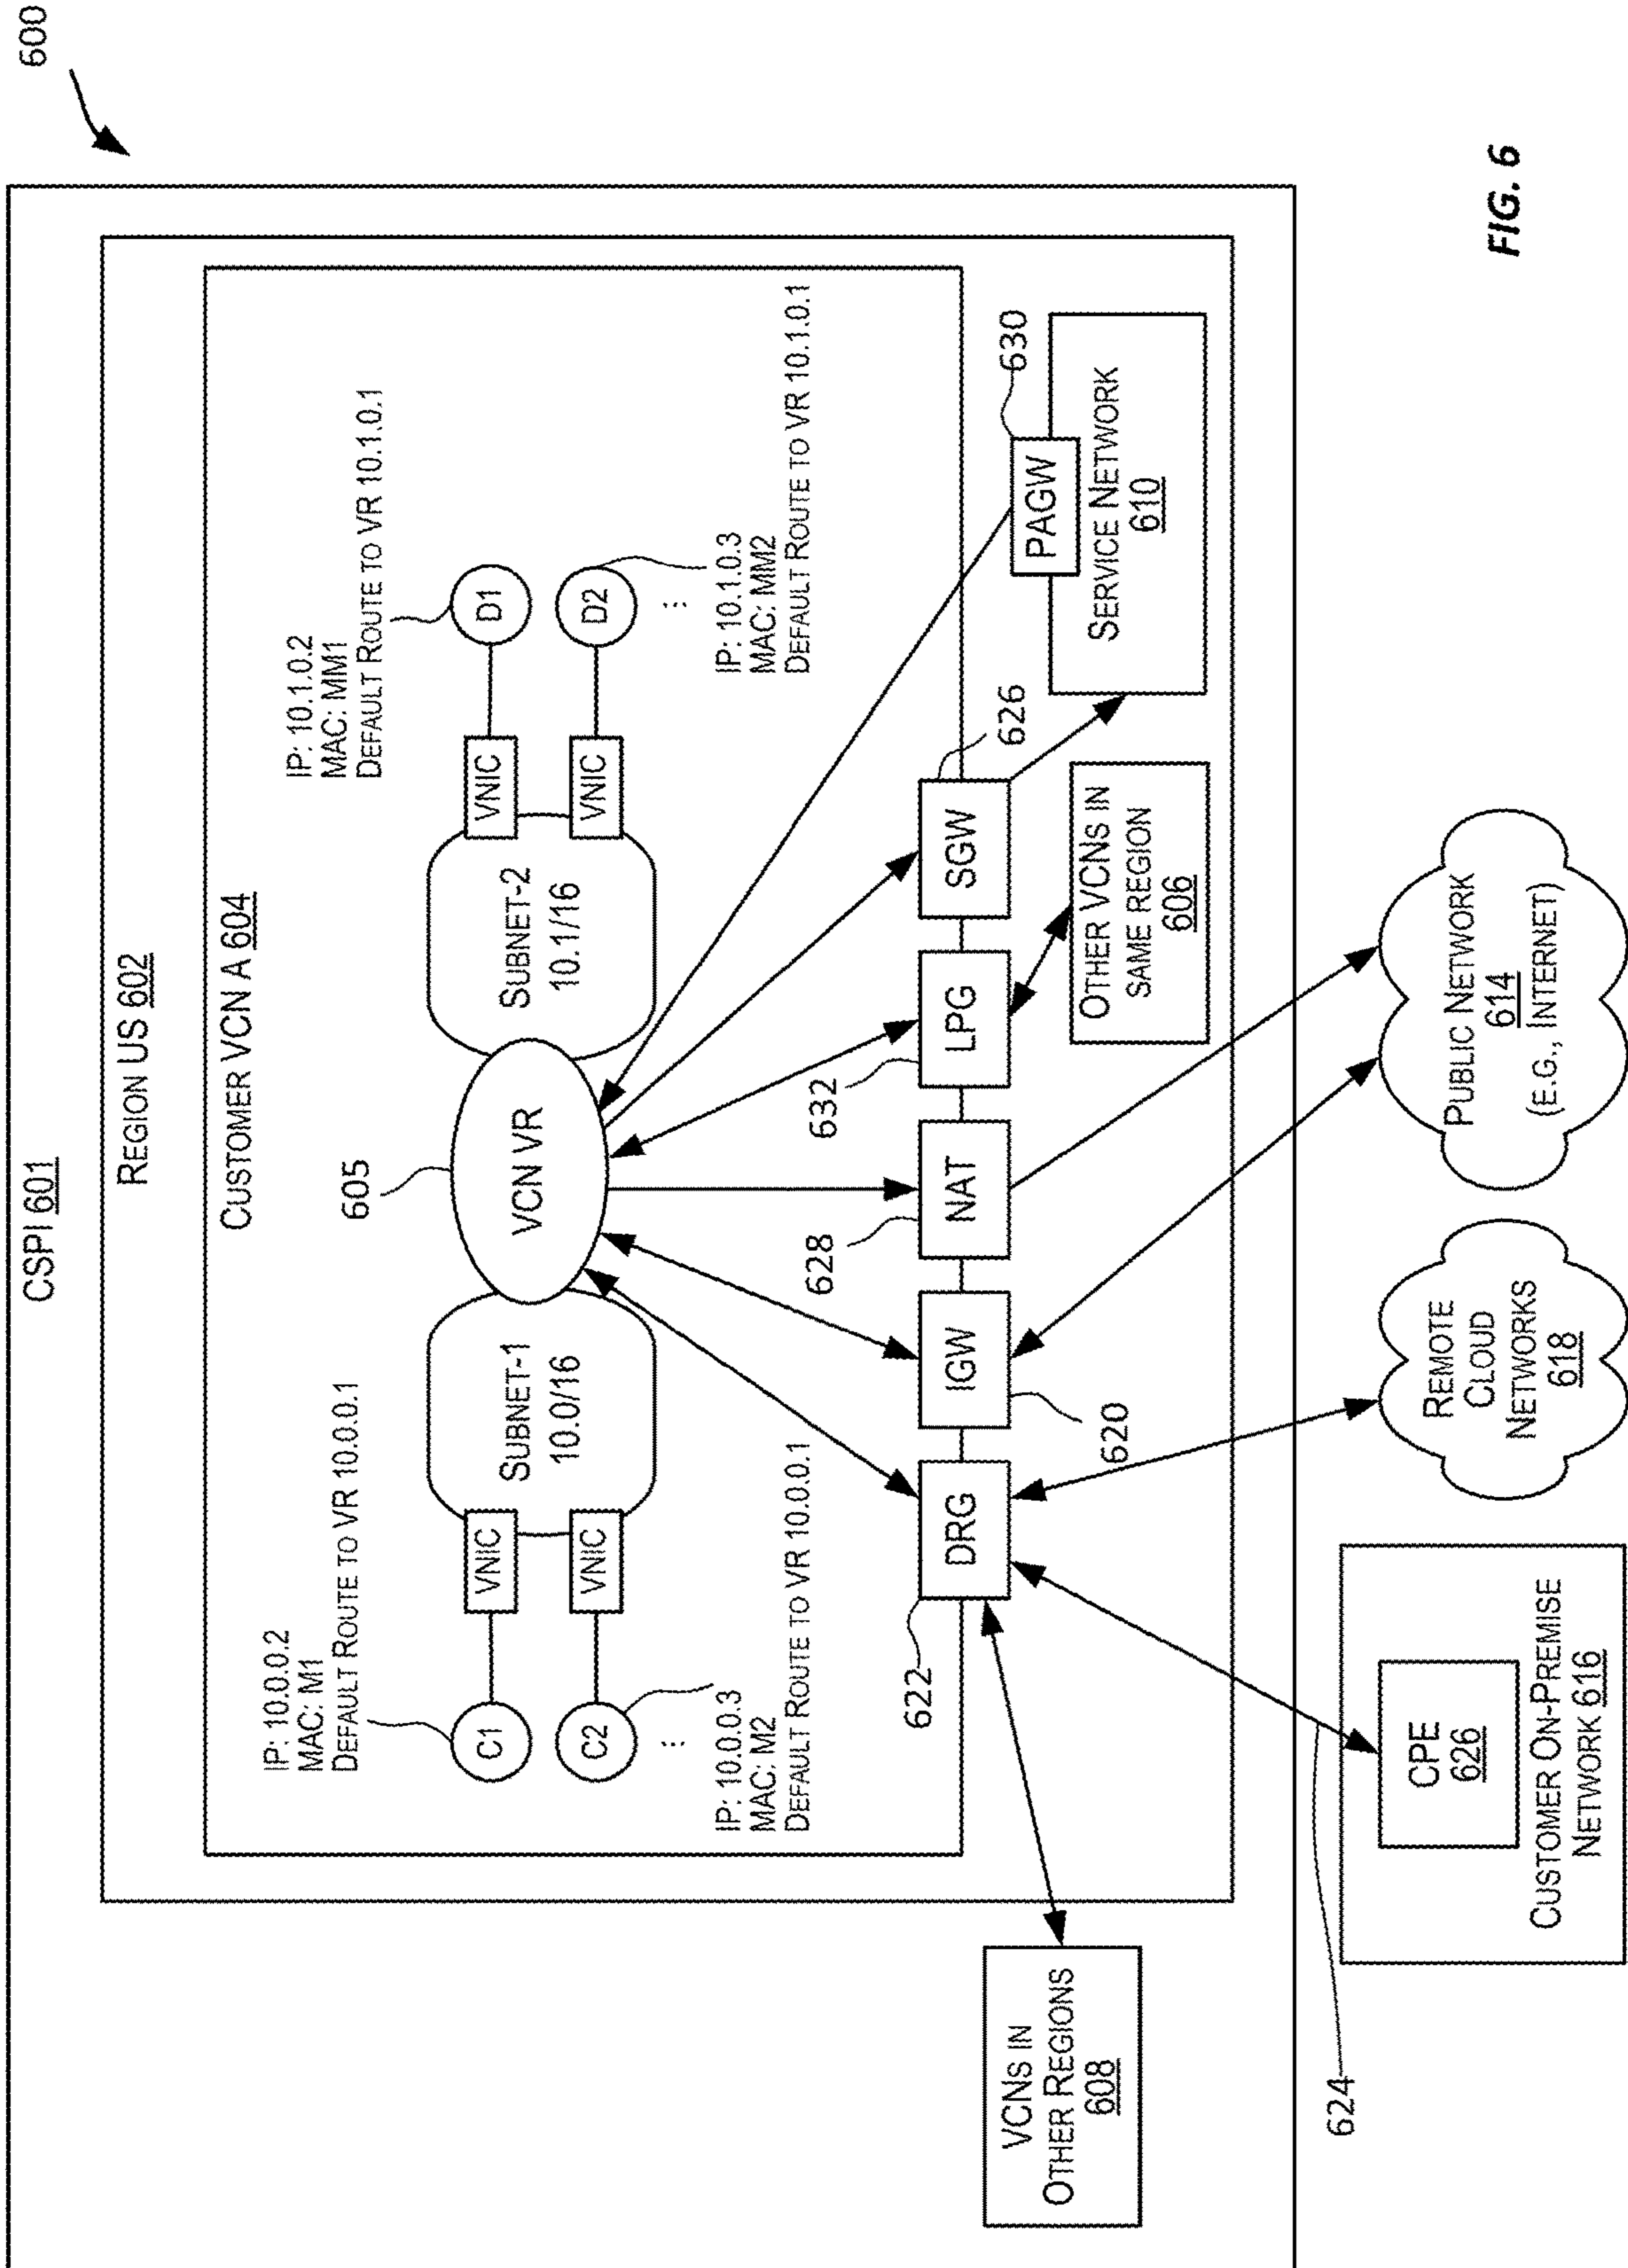 600
CSPI 601
REGION US 602
CUSTOMER VCN A 604
IP: 10.0.0.2
MAC: M1
DEFAULT ROUTE TO VR 10.0.0.1
IP: 10.1.0.2
MAC: MM1
DEFAULT ROUTE TO VR 10.1.0.1
605
C1
VNIC
C2
VNIC
SUBNET-1
10.0/16
VCN VR
SUBNET-2
10.1/16
VNIC
D1
VNIC
D2
⋮
⋮
IP: 10.0.0.3
MAC: M2
DEFAULT ROUTE TO VR 10.0.0.1
IP: 10.1.0.3
MAC: MM2
DEFAULT ROUTE TO VR 10.1.0.1
622
628
632
626
630
DRG
IGW
NAT
LPG
SGW
PAGW
620
VCNS IN
OTHER REGIONS
608
OTHER VCNS IN
SAME REGION
606
SERVICE NETWORK
610
624
CPE
626
CUSTOMER ON-PREMISE
NETWORK 616
REMOTE
CLOUD
NETWORKS
618
PUBLIC NETWORK
614
(E.G., INTERNET)
FIG. 6